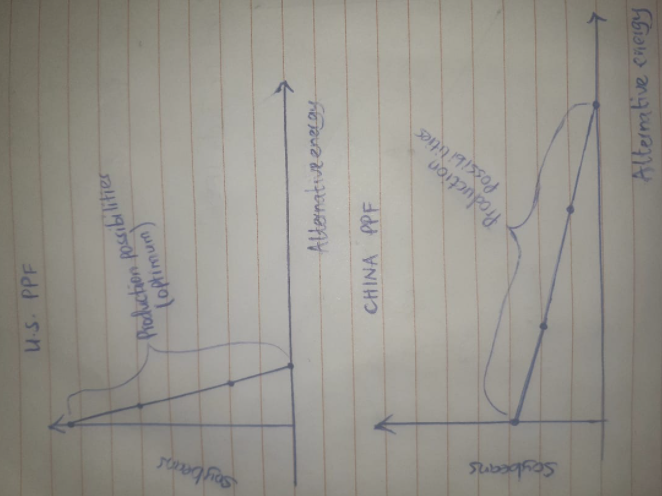 U.S. PPF
Production possibilities
(optimum)
Soybeans
Alternative energy
CHINA PPF
Production
Possibilities
Soybeans
Alternative energy